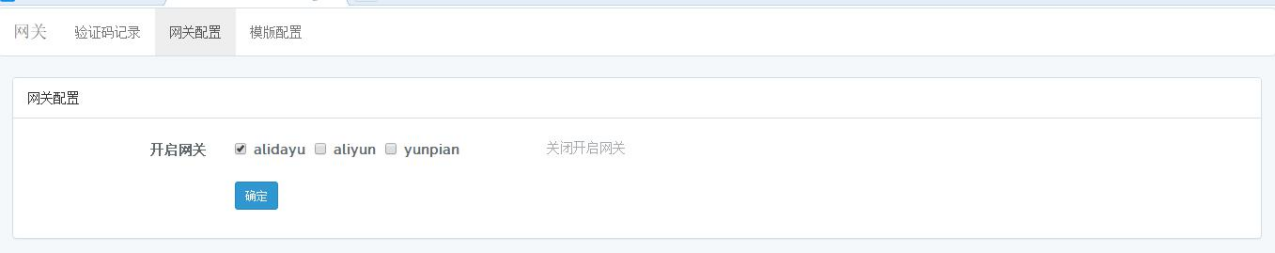 网关 验证码记录 网关配置 模版配置
网关配置
开启网关 alidayu aliyun yunpian 关闭开启网关
确定